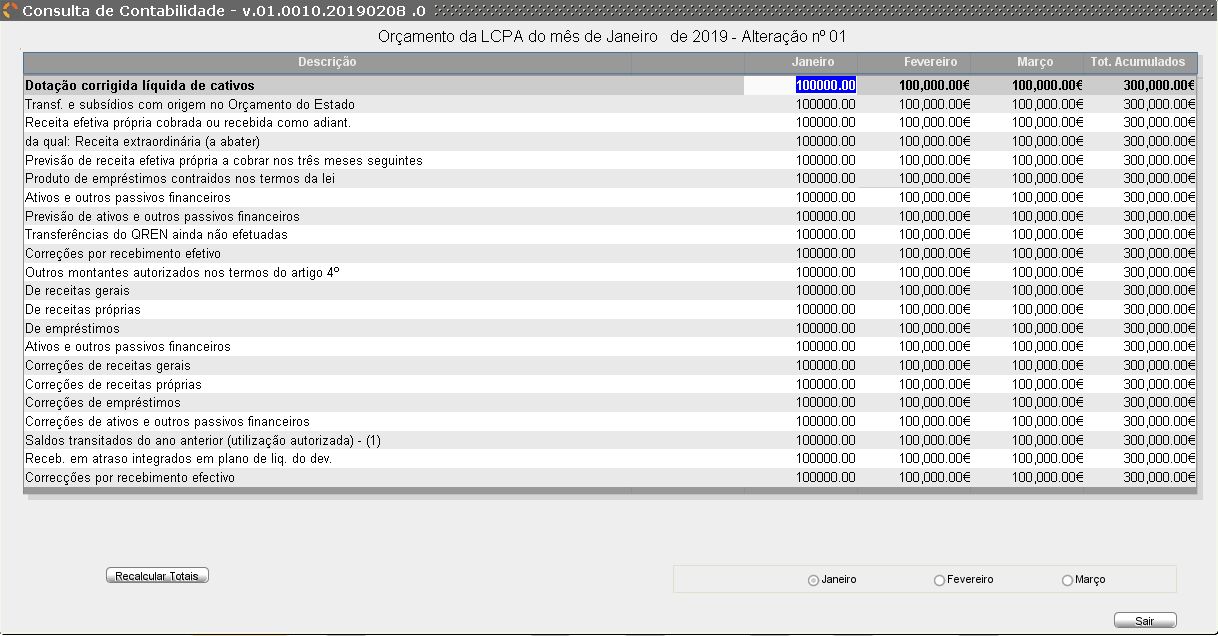 Consulta de Contabilidade - v.01.0010.20190208 .0
Orçamento da LCPA do mês de Janeiro de 2019 - Alteração nº 01
Descrição Janeiro Fevereiro Março Tot. Acumulados
Dotação corrigida líquida de cativos 100000.00 100,000.00€ 100,000.00€ 300,000.00€
Transf. e subsídios com origem no Orçamento do Estado 100000.00 100,000.00€ 100,000.00€ 300,000.00€
Receita efetiva própria cobrada ou recebida como adiant. 100000.00 100,000.00€ 100,000.00€ 300,000.00€
da qual: Receita extraordinária (a abater) 100000.00 100,000.00€ 100,000.00€ 300,000.00€
Previsão de receita efetiva própria a cobrar nos três meses seguintes 100000.00 100,000.00€ 100,000.00€ 300,000.00€
Produto de empréstimos contraidos nos termos da lei 100000.00 100,000.00€ 100,000.00€ 300,000.00€
Ativos e outros passivos financeiros 100000.00 100,000.00€ 100,000.00€ 300,000.00€
Previsão de ativos e outros passivos financeiros 100000.00 100,000.00€ 100,000.00€ 300,000.00€
Transferências do QREN ainda não efetuadas 100000.00 100,000.00€ 100,000.00€ 300,000.00€
Correções por recebimento efetivo 100000.00 100,000.00€ 100,000.00€ 300,000.00€
Outros montantes autorizados nos termos do artigo 4º 100000.00 100,000.00€ 100,000.00€ 300,000.00€
De receitas gerais 100000.00 100,000.00€ 100,000.00€ 300,000.00€
De receitas próprias 100000.00 100,000.00€ 100,000.00€ 300,000.00€
De empréstimos 100000.00 100,000.00€ 100,000.00€ 300,000.00€
Ativos e outros passivos financeiros 100000.00 100,000.00€ 100,000.00€ 300,000.00€
Correções de receitas gerais 100000.00 100,000.00€ 100,000.00€ 300,000.00€
Correções de receitas próprias 100000.00 100,000.00€ 100,000.00€ 300,000.00€
Correções de empréstimos 100000.00 100,000.00€ 100,000.00€ 300,000.00€
Correções de ativos e outros passivos financeiros 100000.00 100,000.00€ 100,000.00€ 300,000.00€
Saldos transitados do ano anterior (utilização autorizada) - (1) 100000.00 100,000.00€ 100,000.00€ 300,000.00€
Receb. em atraso integrados em plano de liq. do dev. 100000.00 100,000.00€ 100,000.00€ 300,000.00€
Correcções por recebimento efectivo 100000.00 100,000.00€ 100,000.00€ 300,000.00€
Recalcular Totais Janeiro Fevereiro Março
Sair